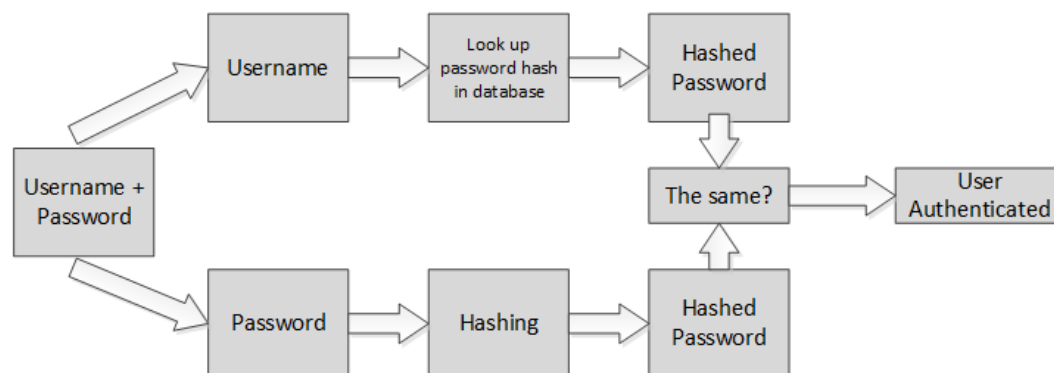 Username
Look up
password hash
in database
Hashed
Password
Username +
Password
The same?
User
Authenticated
Password
Hashing
Hashed
Password